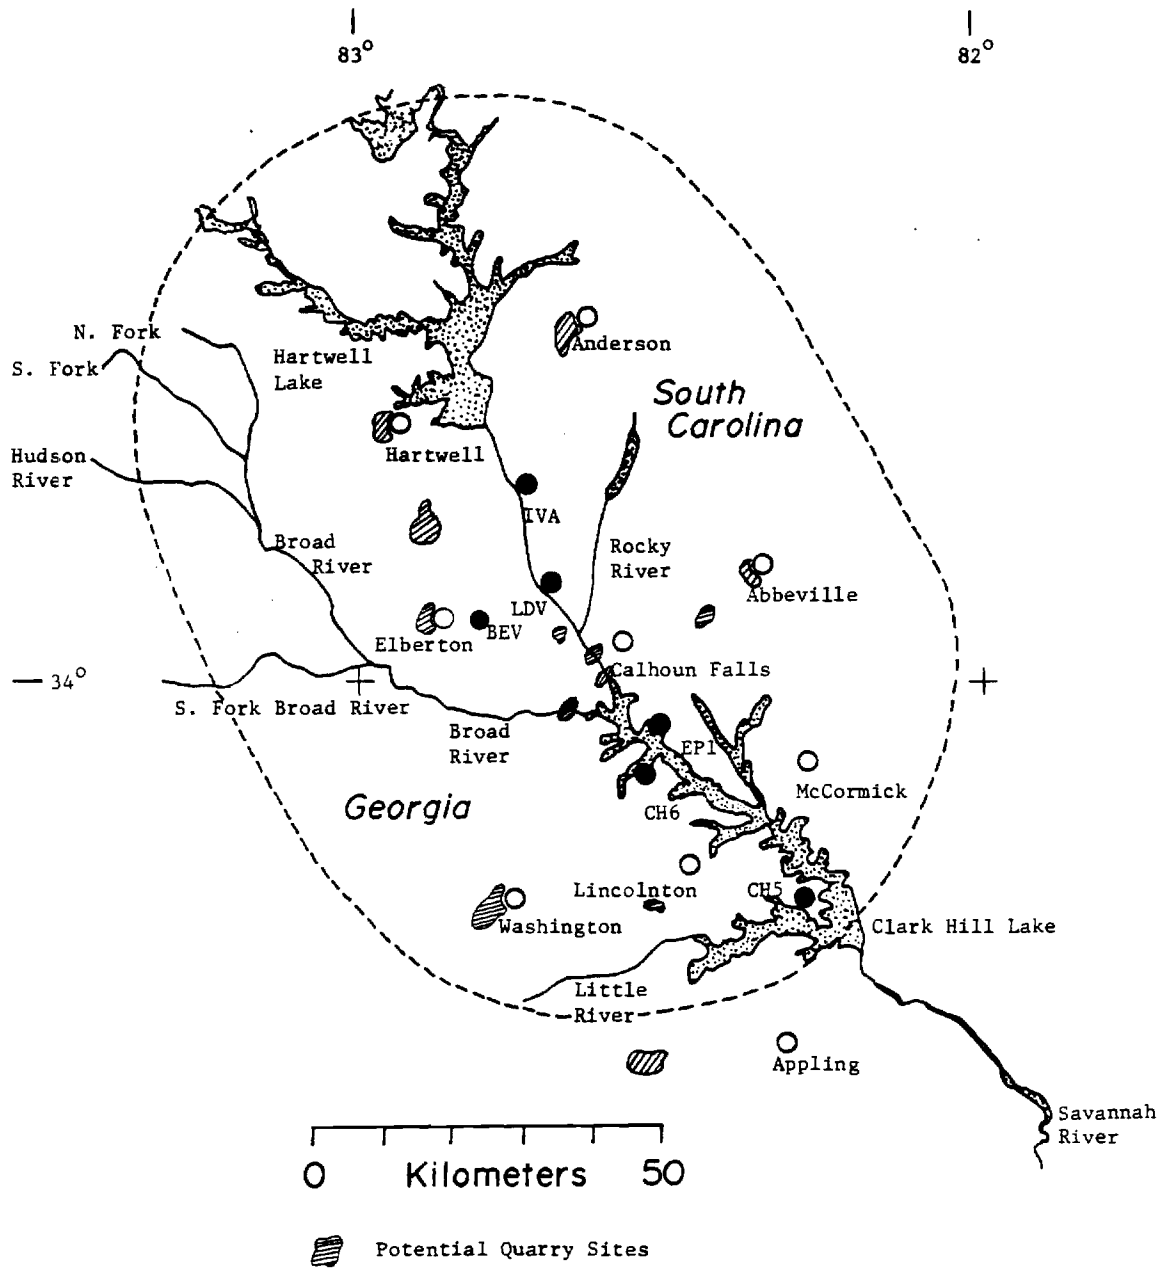 83°
82°
N. Fork
S. Fork
Hartwell
Lake
Anderson
South
Carolina
Hudson
River
Hartwell
IVA
Broad
River
Rocky
River
Abbeville
LDV
BEV
Elberton
Calhoun Falls
34°
S. Fork Broad River
Broad
River
EP1
McCormick
Georgia
CH6
Lincolnton
CH5
Washington
Clark Hill Lake
Little
River
Appling
Savannah
River
0 Kilometers 50
Potential Quarry Sites